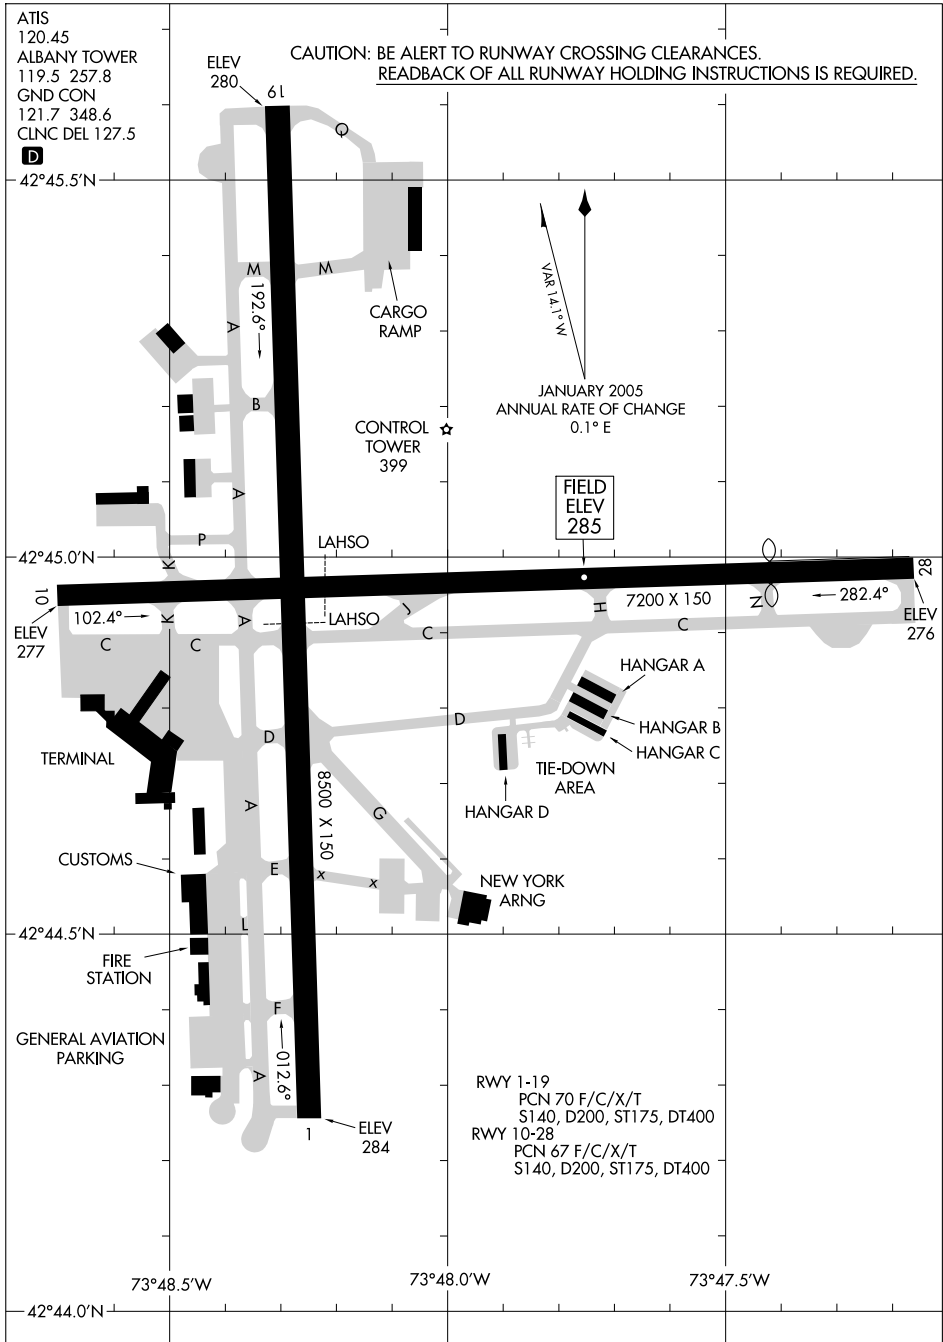 ATIS
120.45
ALBANY TOWER
119.5 257.8
GND CON
121.7 348.6
CLNC DEL 127.5
D
CAUTION: BE ALERT TO RUNWAY CROSSING CLEARANCES.
READBACK OF ALL RUNWAY HOLDING INSTRUCTIONS IS REQUIRED.
ELEV
280
19
Q
42°45.5'N
M
M
192.6°
A
CARGO
RAMP
VAR 14.1° W
JANUARY 2005
ANNUAL RATE OF CHANGE
0.1° E
B
CONTROL
TOWER
399
A
FIELD
ELEV
285
P
K
LAHSO
42°45.0'N
10
28
ELEV
277
102.4°
K
A
LAHSO
J
H
7200 X 150
N
282.4°
ELEV
276
C
C
C
C
HANGAR A
HANGAR B
HANGAR C
D
D
TERMINAL
TIE-DOWN
AREA
HANGAR D
A
8500 X 150
G
CUSTOMS
E
x
x
NEW YORK
ARNG
L
42°44.5'N
FIRE
STATION
F
GENERAL AVIATION
PARKING
A
012.6°
1
ELEV
284
RWY 1-19
PCN 70 F/C/X/T
S140, D200, ST175, DT400
RWY 10-28
PCN 67 F/C/X/T
S140, D200, ST175, DT400
73°48.5'W
73°48.0'W
73°47.5'W
42°44.0'N